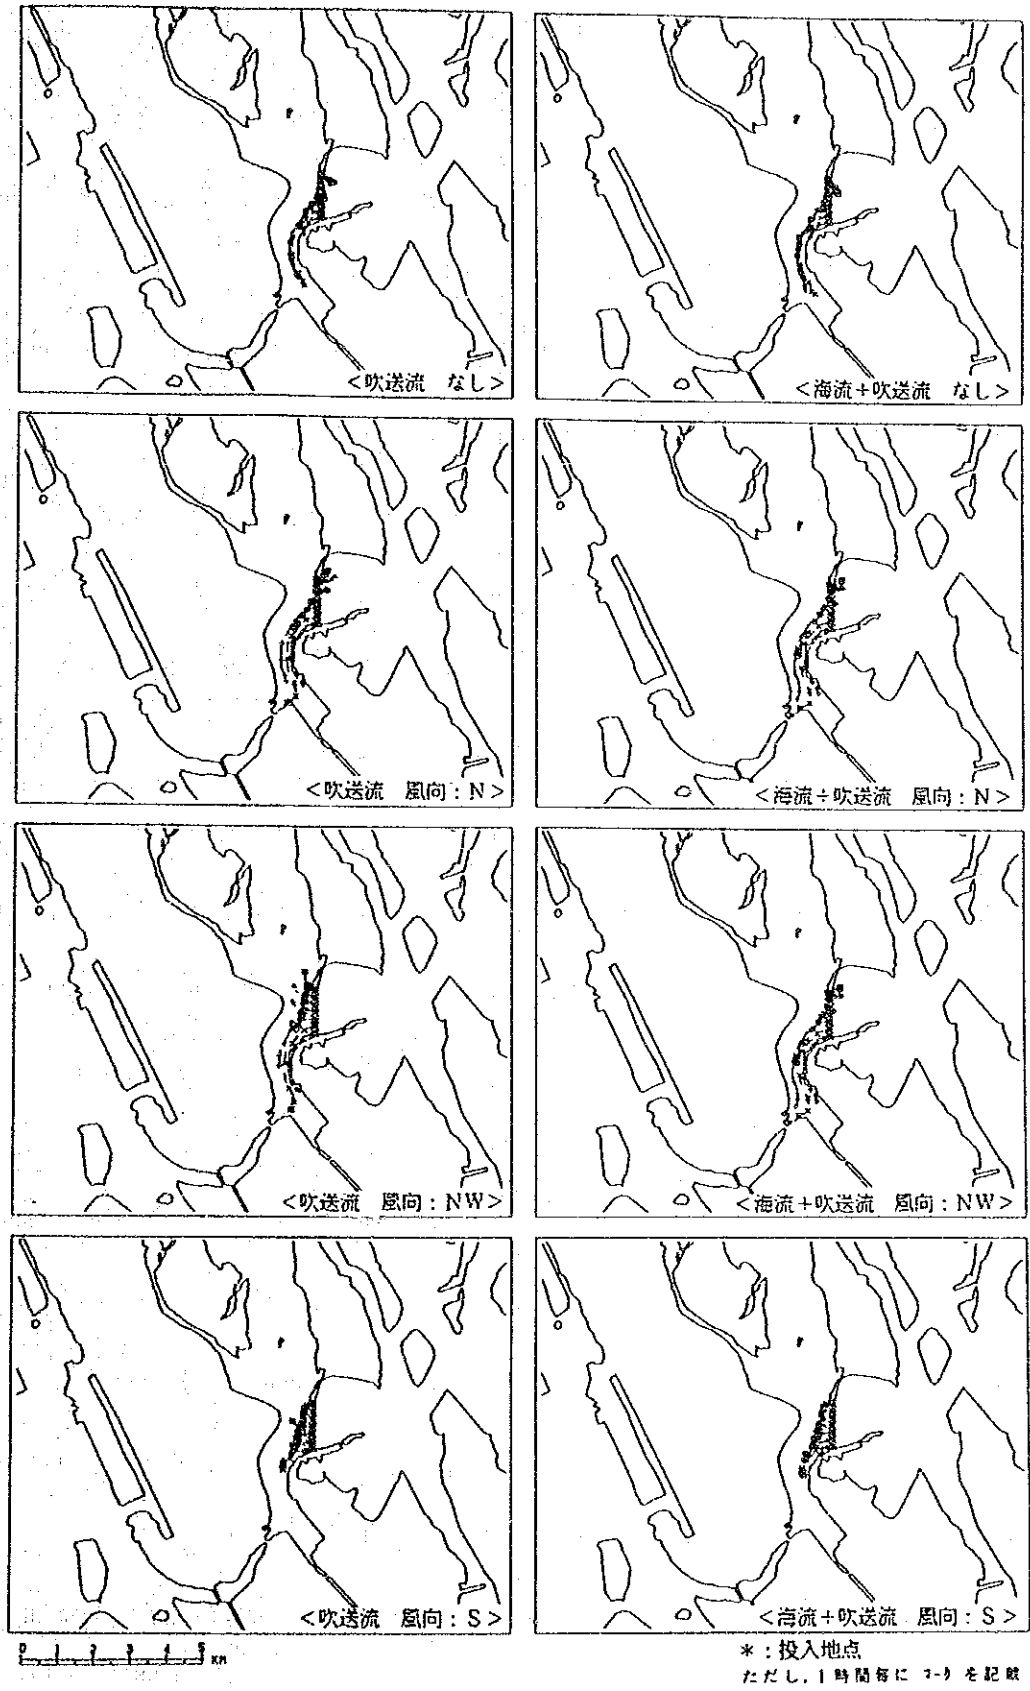 <吹送流 なし>
<海流+吹送流 なし>
<吹送流 風向:N>
<海流+吹送流 風向:N>
<吹送流 風向:NW>
<海流+吹送流 風向:NW>
<吹送流 風向:S>
<海流+吹送流 風向:S>
0 1 2 3 4 5 KM
*:投入地点
ただし、1時間毎に マーク を記載